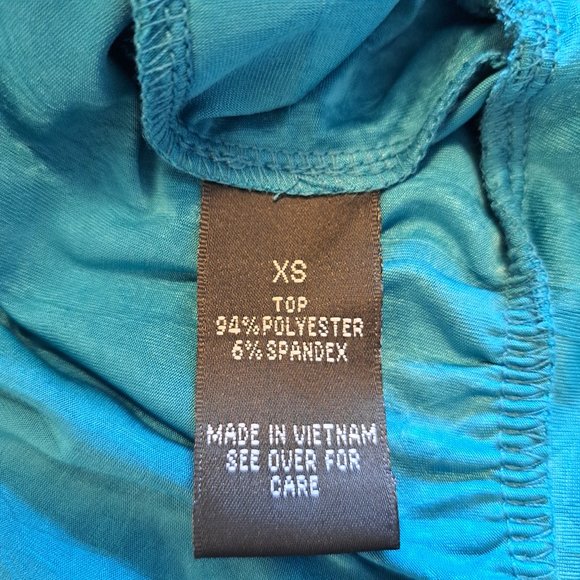 XS
TOP
94%POLYESTER
6%SPANDEX
MADE IN VIETNAM
SEE OVER FOR
CARE